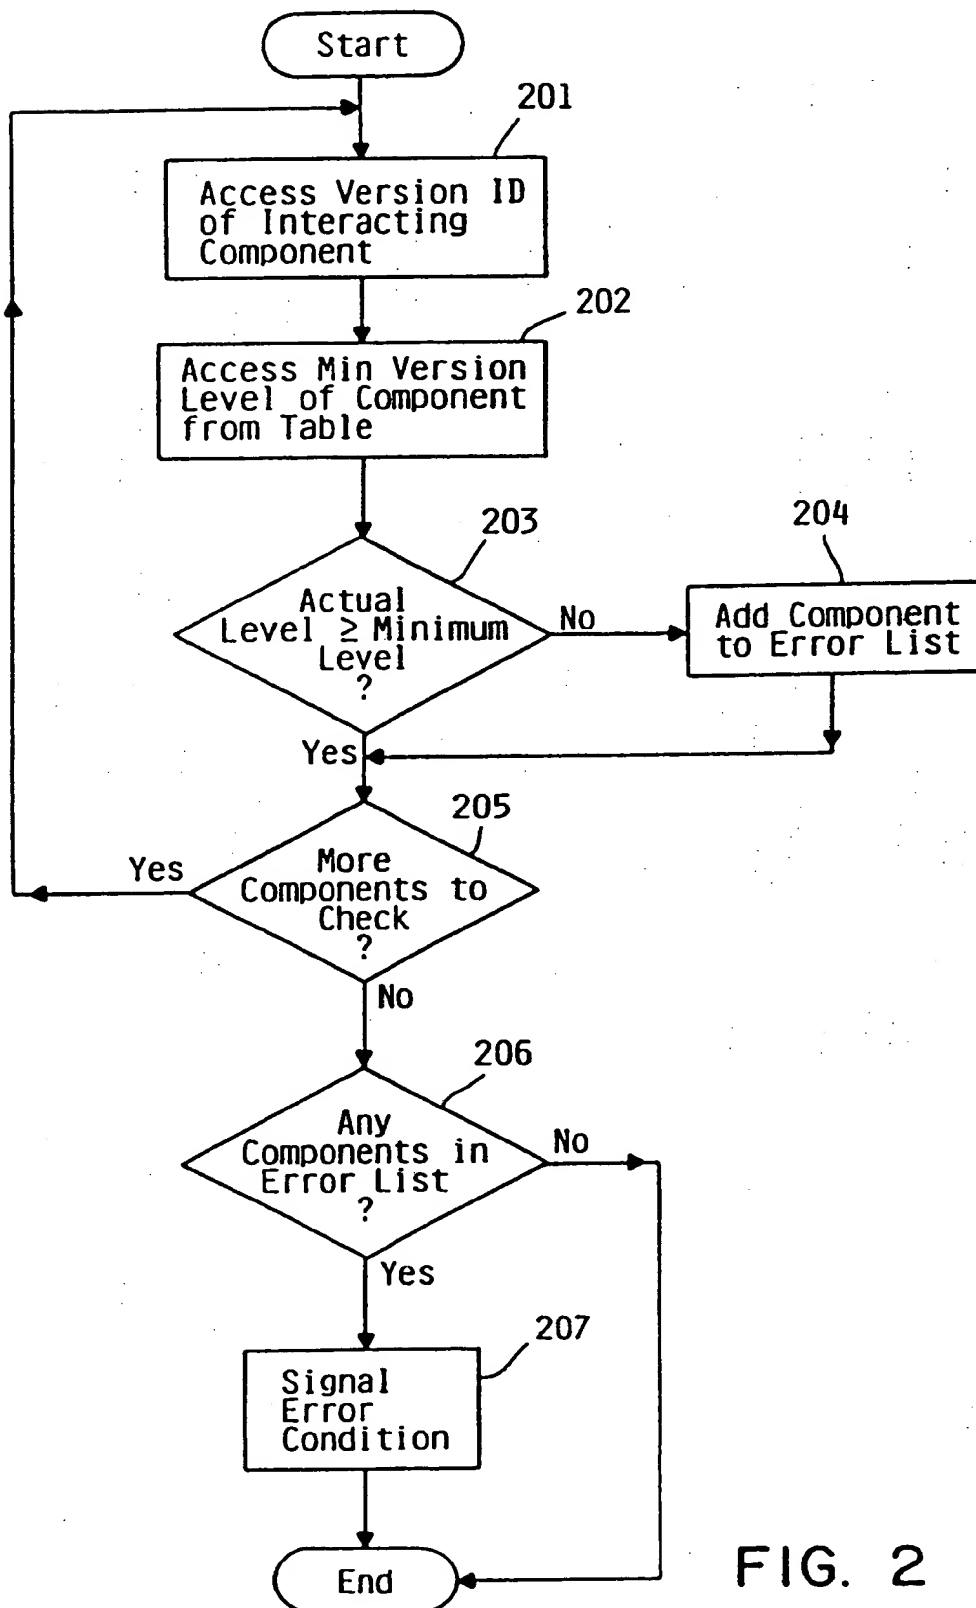 Start
201
Access Version ID
of Interacting
Component
202
Access Min Version
Level of Component
from Table
203
Actual
Level ≥ Minimum
Level
?
No
204
Add Component
to Error List
Yes
205
More
Components to
Check
?
Yes
No
206
Any
Components in
Error List
?
No
Yes
207
Signal
Error
Condition
End
FIG. 2